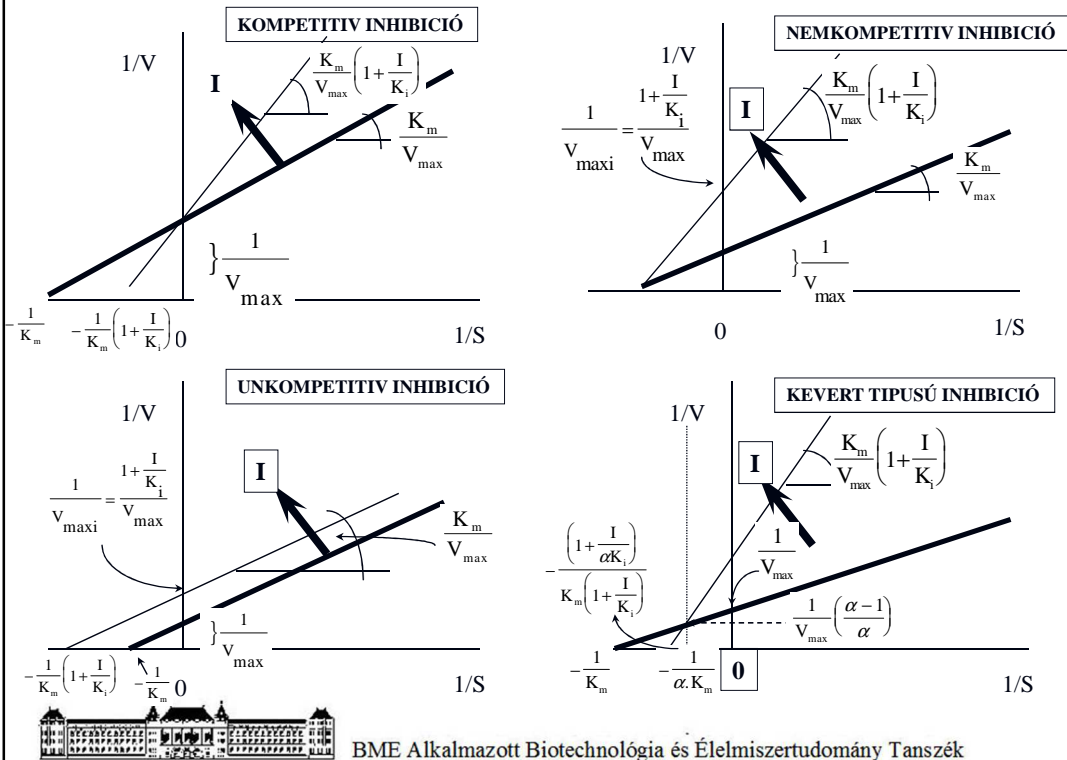 KOMPETITIV INHIBICIÓ
1/V
I
K_m/V_max (1 + I/K_i)
K_m/V_max
} 1/V_max
-1/K_m
-1/K_m (1 + I/K_i)
0
1/S
NEMKOMPETITIV INHIBICIÓ
1/V
1/V_maxi = (1 + I/K_i)/V_max
I
K_m/V_max (1 + I/K_i)
K_m/V_max
} 1/V_max
0
1/S
UNKOMPETITIV INHIBICIÓ
1/V
1/V_maxi = (1 + I/K_i)/V_max
I
K_m/V_max
} 1/V_max
-1/K_m (1 + I/K_i)
-1/K_m
0
1/S
KEVERT TIPUSÚ INHIBICIÓ
1/V
I
K_m/V_max (1 + I/K_i)
-(1 + I/αK_i)/(K_m (1 + I/K_i))
1/V_max
1/V_max ((α-1)/α)
-1/K_m
-1/α.K_m
0
1/S
BME Alkalmazott Biotechnológia és Élelmiszertudomány Tanszék